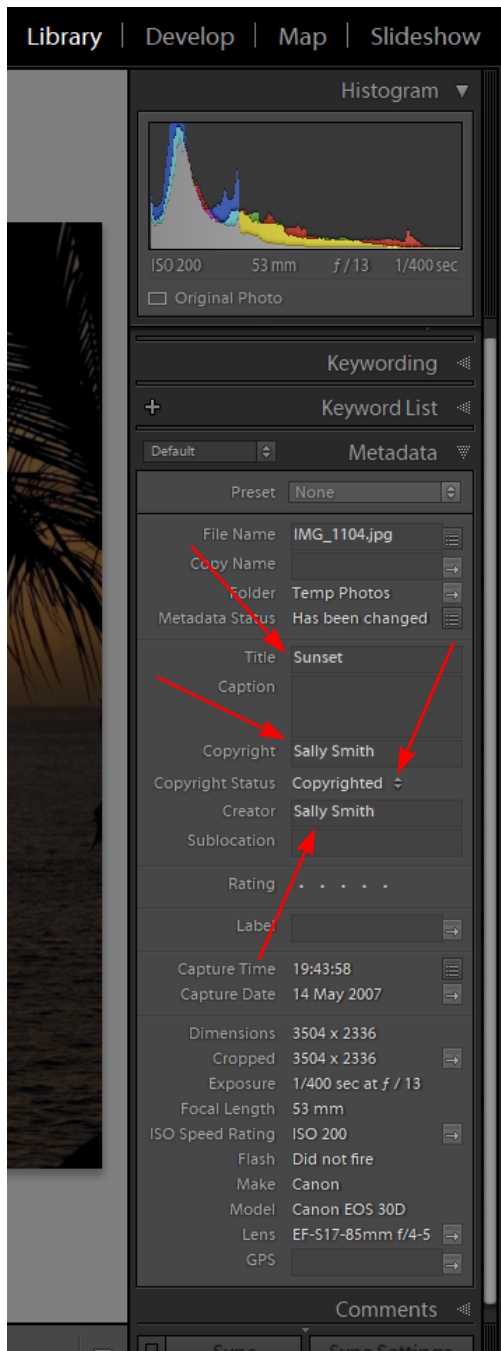 Library | Develop | Map | Slideshow
Histogram
ISO 200 53 mm ƒ / 13 1/400 sec
Original Photo
Keywording
Keyword List
Default Metadata
Preset None
File Name IMG_1104.jpg
Copy Name
Folder Temp Photos
Metadata Status Has been changed
Title Sunset
Caption
Copyright Sally Smith
Copyright Status Copyrighted
Creator Sally Smith
Sublocation
Rating . . . . .
Label
Capture Time 19:43:58
Capture Date 14 May 2007
Dimensions 3504 x 2336
Cropped 3504 x 2336
Exposure 1/400 sec at ƒ / 13
Focal Length 53 mm
ISO Speed Rating ISO 200
Flash Did not fire
Make Canon
Model Canon EOS 30D
Lens EF-S17-85mm f/4-5
GPS
Comments
Sync Sync Settings